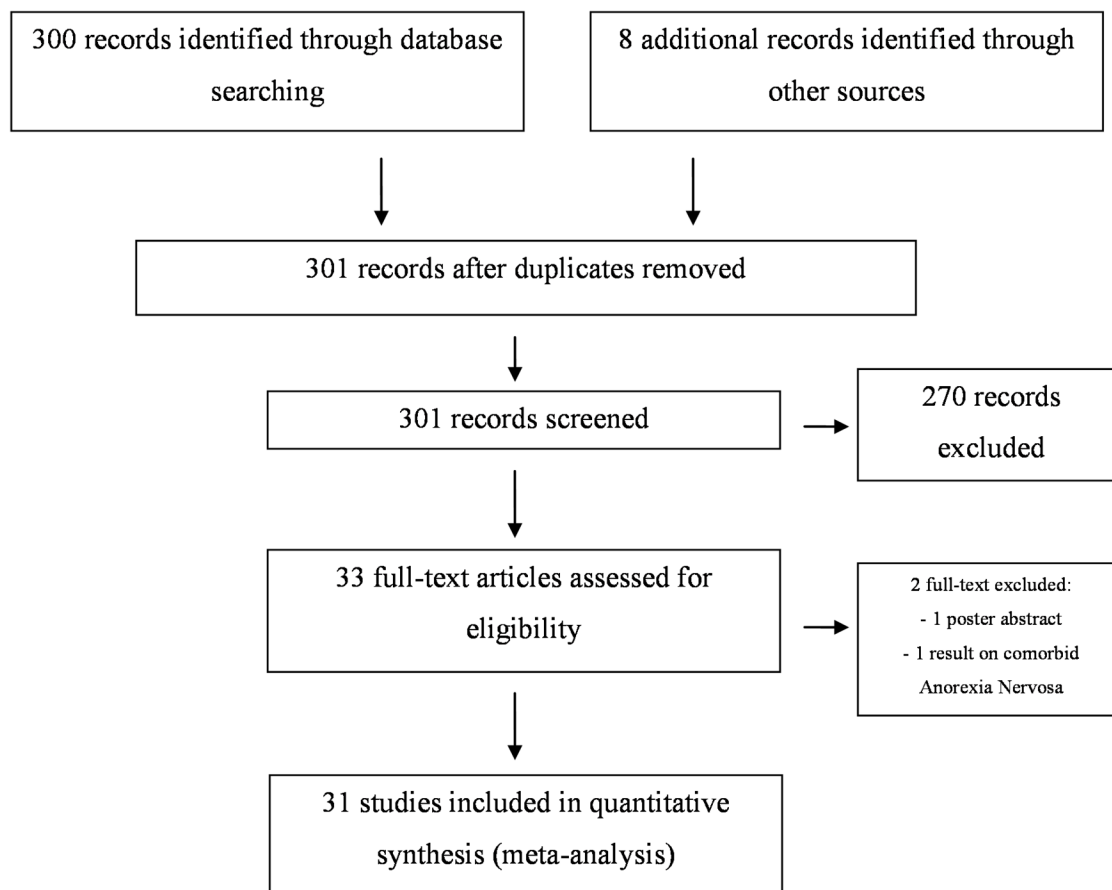 300 records identified through database
searching
8 additional records identified through
other sources
301 records after duplicates removed
301 records screened
270 records
excluded
33 full-text articles assessed for
eligibility
2 full-text excluded:
- 1 poster abstract
- 1 result on comorbid
Anorexia Nervosa
31 studies included in quantitative
synthesis (meta-analysis)